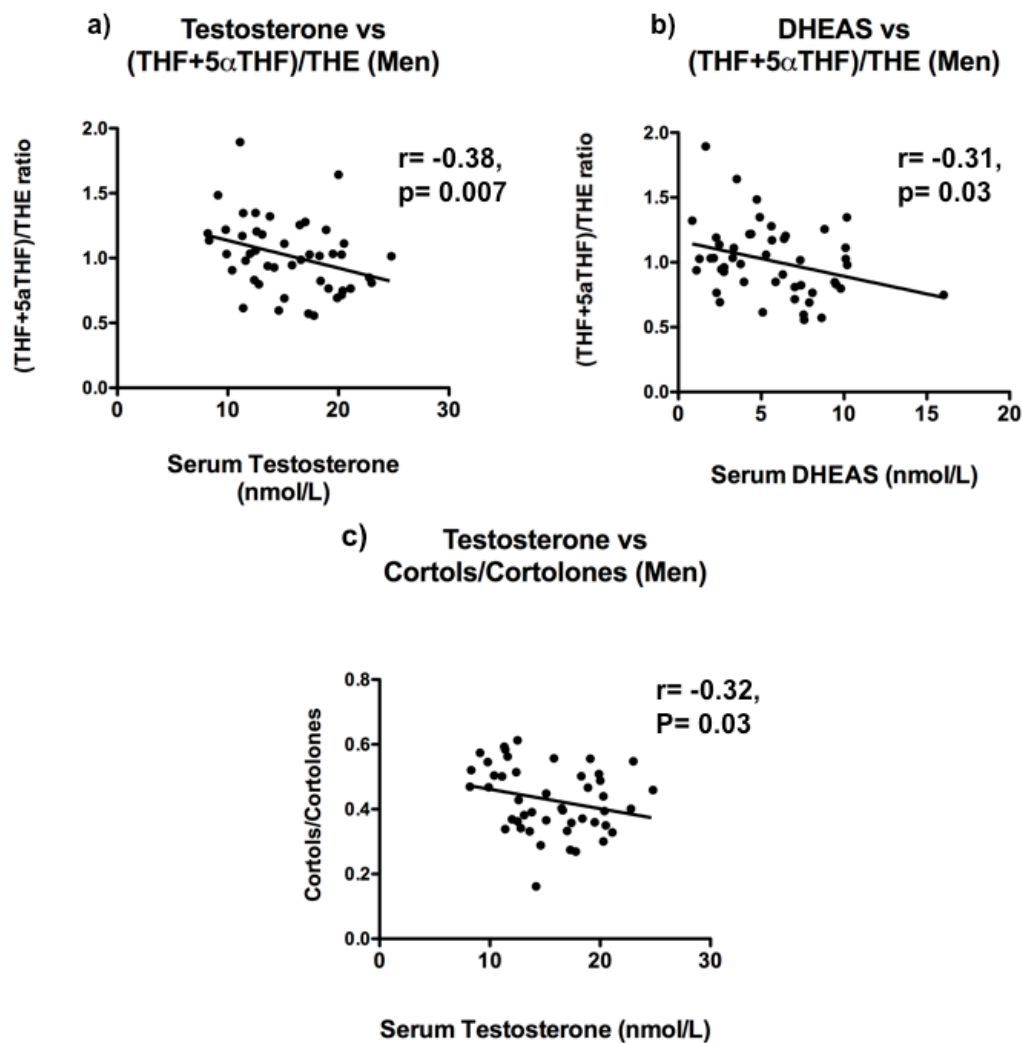 a)
Testosterone vs
(THF+5αTHF)/THE (Men)
(THF+5aTHF)/THE ratio
2.0
1.5
1.0
0.5
0.0
0 10 20 30
r= -0.38,
p= 0.007
Serum Testosterone
(nmol/L)
b)
DHEAS vs
(THF+5αTHF)/THE (Men)
(THF+5aTHF)/THE ratio
2.0
1.5
1.0
0.5
0.0
0 5 10 15 20
r= -0.31,
p= 0.03
Serum DHEAS (nmol/L)
c)
Testosterone vs
Cortols/Cortolones (Men)
Cortols/Cortolones
0.8
0.6
0.4
0.2
0.0
0 10 20 30
r= -0.32,
P= 0.03
Serum Testosterone (nmol/L)